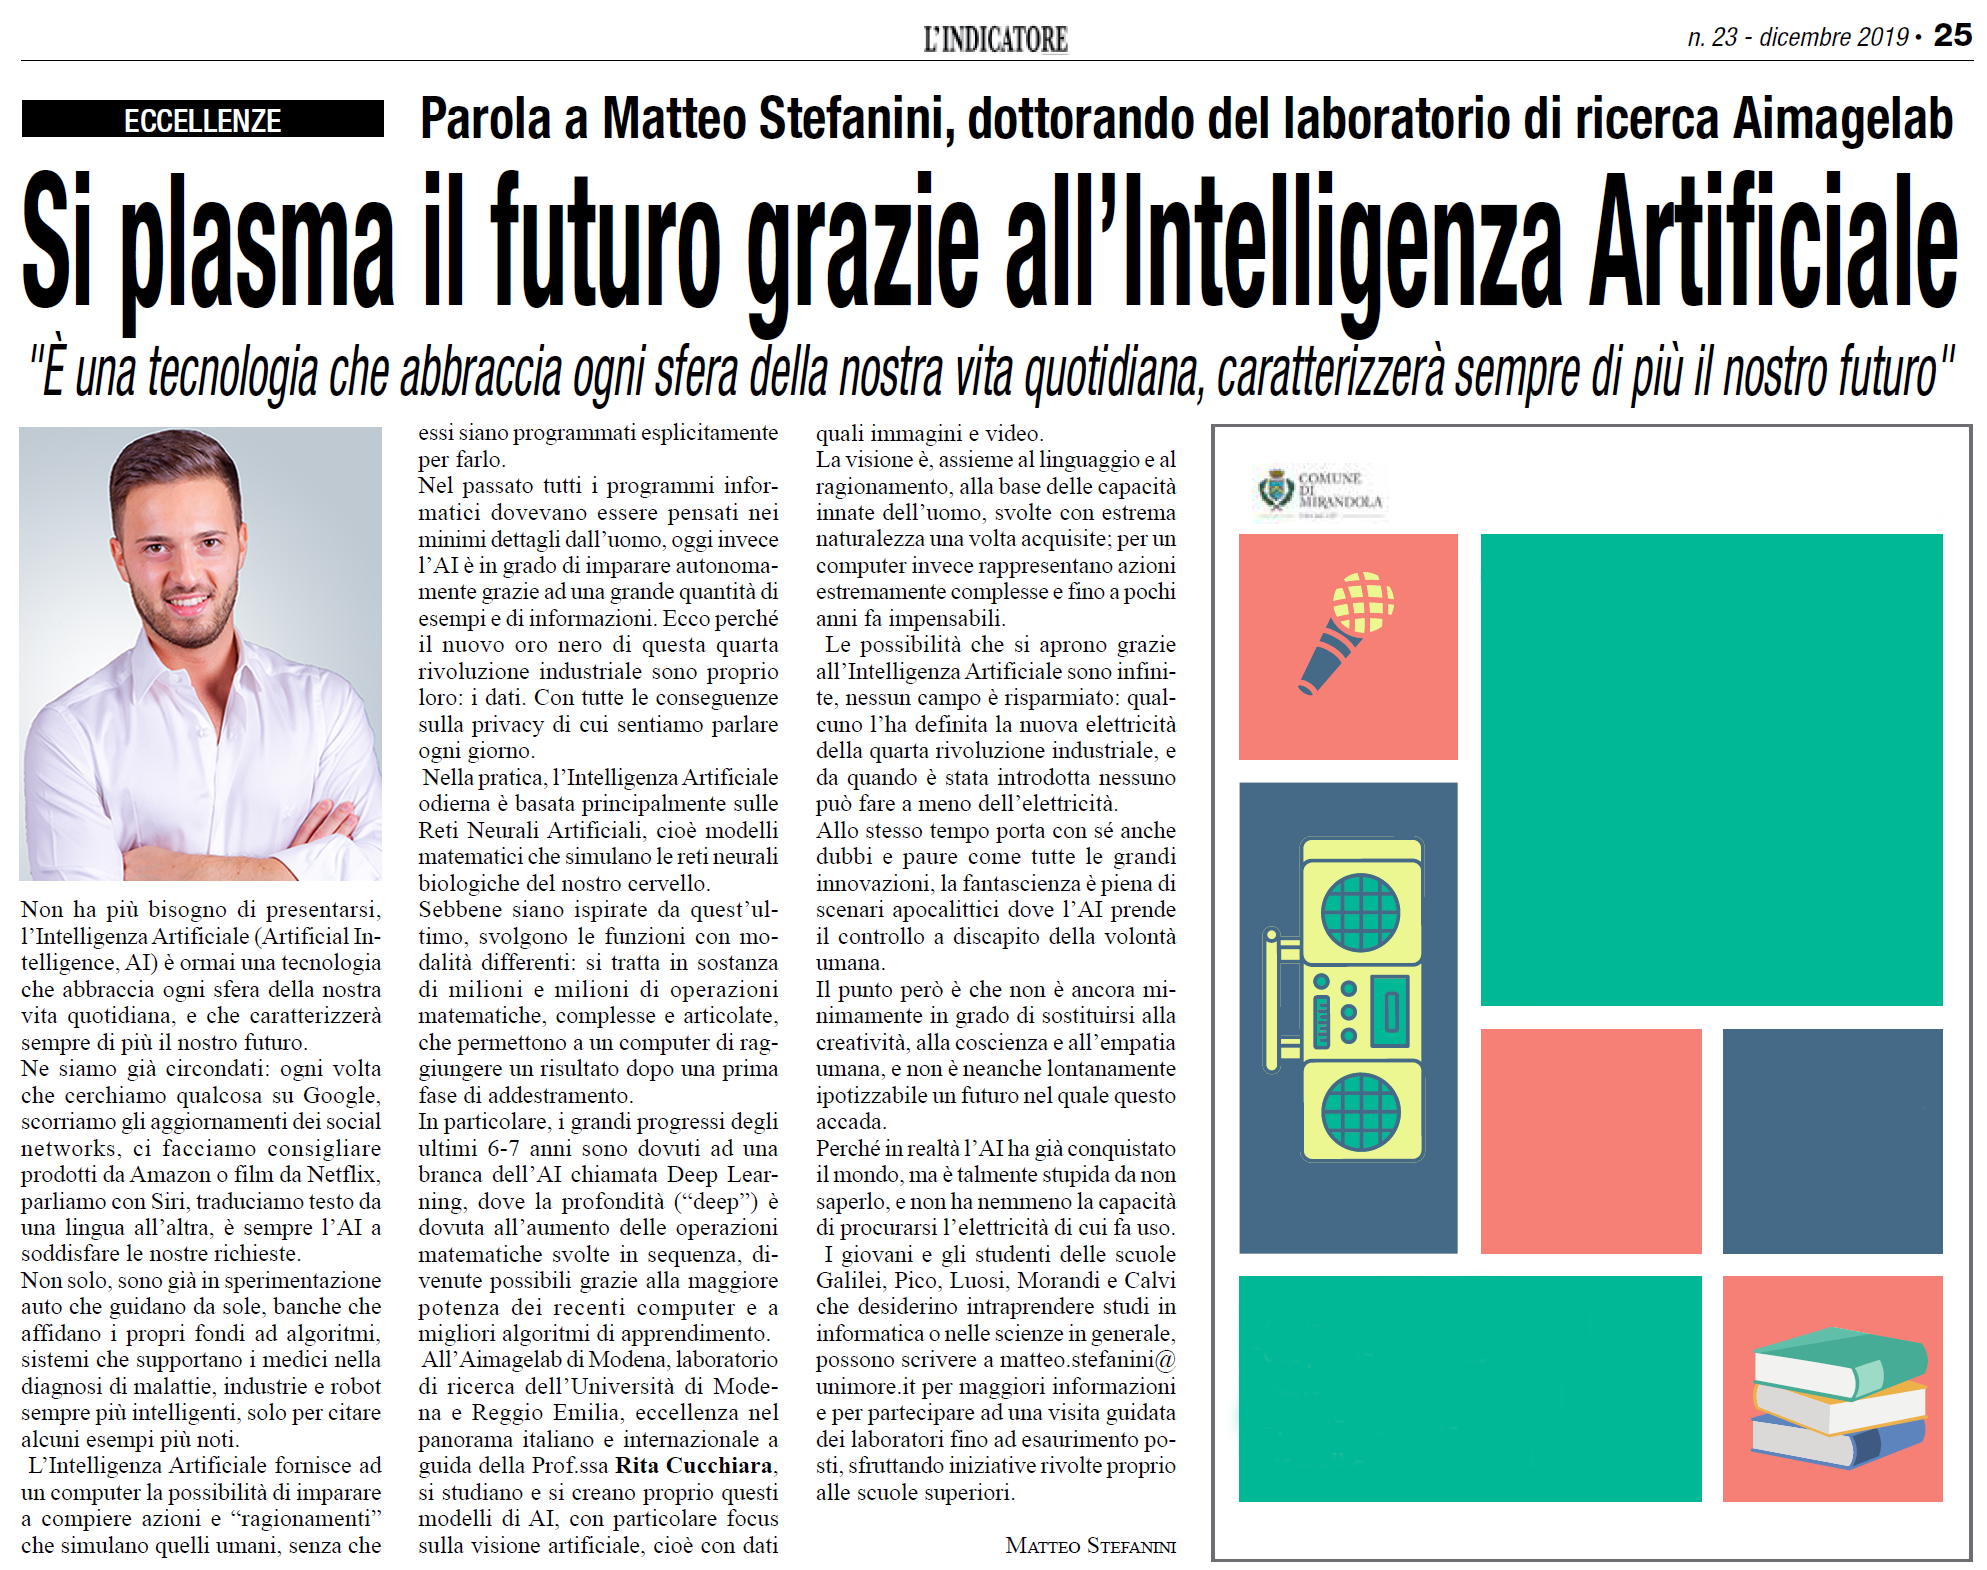 L'INDICATORE
n. 23 - dicembre 2019 • 25
ECCELLENZE
Parola a Matteo Stefanini, dottorando del laboratorio di ricerca Aimagelab
Si plasma il futuro grazie all'Intelligenza Artificiale
"È una tecnologia che abbraccia ogni sfera della nostra vita quotidiana, caratterizzerà sempre di più il nostro futuro"
Non ha più bisogno di presentarsi,
l'Intelligenza Artificiale (Artificial In-
telligence, AI) è ormai una tecnologia
che abbraccia ogni sfera della nostra
vita quotidiana, e che caratterizzerà
sempre di più il nostro futuro.
Ne siamo già circondati: ogni volta
che cerchiamo qualcosa su Google,
scorriamo gli aggiornamenti dei social
networks, ci facciamo consigliare
prodotti da Amazon o film da Netflix,
parliamo con Siri, traduciamo testo da
una lingua all'altra, è sempre l'AI a
soddisfare le nostre richieste.
Non solo, sono già in sperimentazione
auto che guidano da sole, banche che
affidano i propri fondi ad algoritmi,
sistemi che supportano i medici nella
diagnosi di malattie, industrie e robot
sempre più intelligenti, solo per citare
alcuni esempi più noti.
L'Intelligenza Artificiale fornisce ad
un computer la possibilità di imparare
a compiere azioni e “ragionamenti”
che simulano quelli umani, senza che
essi siano programmati esplicitamente
per farlo.
Nel passato tutti i programmi infor-
matici dovevano essere pensati nei
minimi dettagli dall'uomo, oggi invece
l'AI è in grado di imparare autonoma-
mente grazie ad una grande quantità di
esempi e di informazioni. Ecco perché
il nuovo oro nero di questa quarta
rivoluzione industriale sono proprio
loro: i dati. Con tutte le conseguenze
sulla privacy di cui sentiamo parlare
ogni giorno.
Nella pratica, l'Intelligenza Artificiale
odierna è basata principalmente sulle
Reti Neurali Artificiali, cioè modelli
matematici che simulano le reti neurali
biologiche del nostro cervello.
Sebbene siano ispirate da quest'ul-
timo, svolgono le funzioni con mo-
dalità differenti: si tratta in sostanza
di milioni e milioni di operazioni
matematiche, complesse e articolate,
che permettono a un computer di rag-
giungere un risultato dopo una prima
fase di addestramento.
In particolare, i grandi progressi degli
ultimi 6-7 anni sono dovuti ad una
branca dell'AI chiamata Deep Lear-
ning, dove la profondità (“deep”) è
dovuta all'aumento delle operazioni
matematiche svolte in sequenza, di-
venute possibili grazie alla maggiore
potenza dei recenti computer e a
migliori algoritmi di apprendimento.
All'Aimagelab di Modena, laboratorio
di ricerca dell'Università di Mode-
na e Reggio Emilia, eccellenza nel
panorama italiano e internazionale a
guida della Prof.ssa Rita Cucchiara,
si studiano e si creano proprio questi
modelli di AI, con particolare focus
sulla visione artificiale, cioè con dati
quali immagini e video.
La visione è, assieme al linguaggio e al
ragionamento, alla base delle capacità
innate dell'uomo, svolte con estrema
naturalezza una volta acquisite; per un
computer invece rappresentano azioni
estremamente complesse e fino a pochi
anni fa impensabili.
Le possibilità che si aprono grazie
all'Intelligenza Artificiale sono infini-
te, nessun campo è risparmiato: qual-
cuno l'ha definita la nuova elettricità
della quarta rivoluzione industriale, e
da quando è stata introdotta nessuno
può fare a meno dell'elettricità.
Allo stesso tempo porta con sé anche
dubbi e paure come tutte le grandi
innovazioni, la fantascienza è piena di
scenari apocalittici dove l'AI prende
il controllo a discapito della volontà
umana.
Il punto però è che non è ancora mi-
nimamente in grado di sostituirsi alla
creatività, alla coscienza e all'empatia
umana, e non è neanche lontanamente
ipotizzabile un futuro nel quale questo
accada.
Perché in realtà l'AI ha già conquistato
il mondo, ma è talmente stupida da non
saperlo, e non ha nemmeno la capacità
di procurarsi l'elettricità di cui fa uso.
I giovani e gli studenti delle scuole
Galilei, Pico, Luosi, Morandi e Calvi
che desiderino intraprendere studi in
informatica o nelle scienze in generale,
possono scrivere a matteo.stefanini@
unimore.it per maggiori informazioni
e per partecipare ad una visita guidata
dei laboratori fino ad esaurimento po-
sti, sfruttando iniziative rivolte proprio
alle scuole superiori.
MATTEO STEFANINI
COMUNE
DI
MIRANDOLA